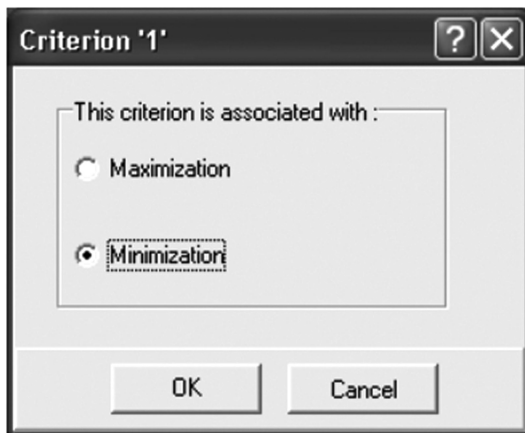 Criterion '1'
?
This criterion is associated with :
Maximization
Minimization
OK
Cancel